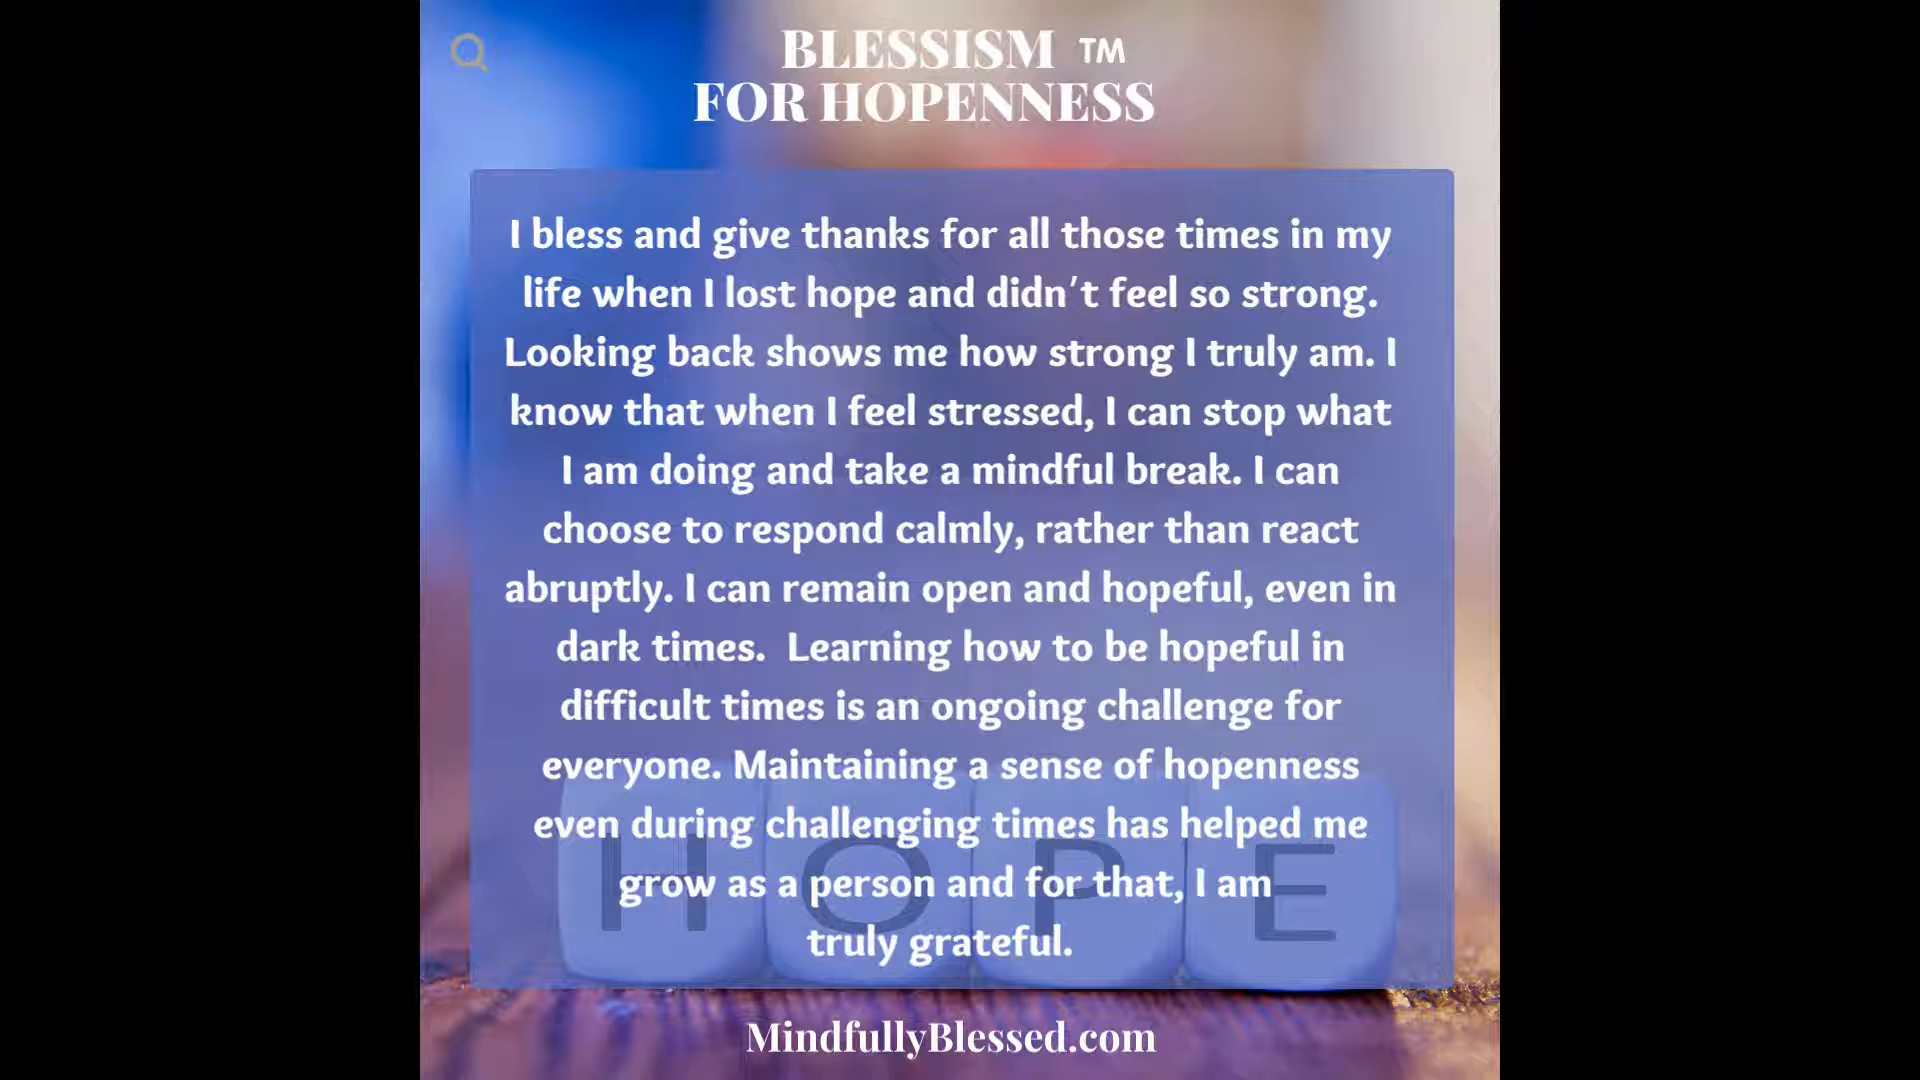 BLESSISM ™
FOR HOPENNESS
I bless and give thanks for all those times in my
life when I lost hope and didn't feel so strong.
Looking back shows me how strong I truly am. I
know that when I feel stressed, I can stop what
I am doing and take a mindful break. I can
choose to respond calmly, rather than react
abruptly. I can remain open and hopeful, even in
dark times.  Learning how to be hopeful in
difficult times is an ongoing challenge for
everyone. Maintaining a sense of hopenness
even during challenging times has helped me
grow as a person and for that, I am
truly grateful.
HOPE
MindfullyBlessed.com